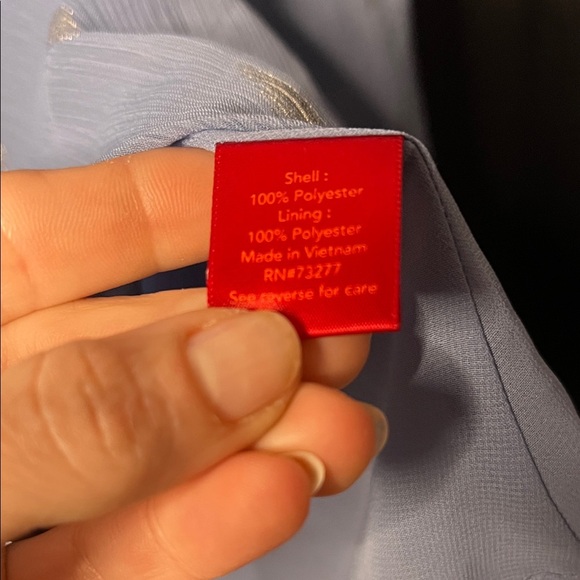 Shell :
100% Polyester
Lining :
100% Polyester
Made in Vietnam
RN#73277
See reverse for care